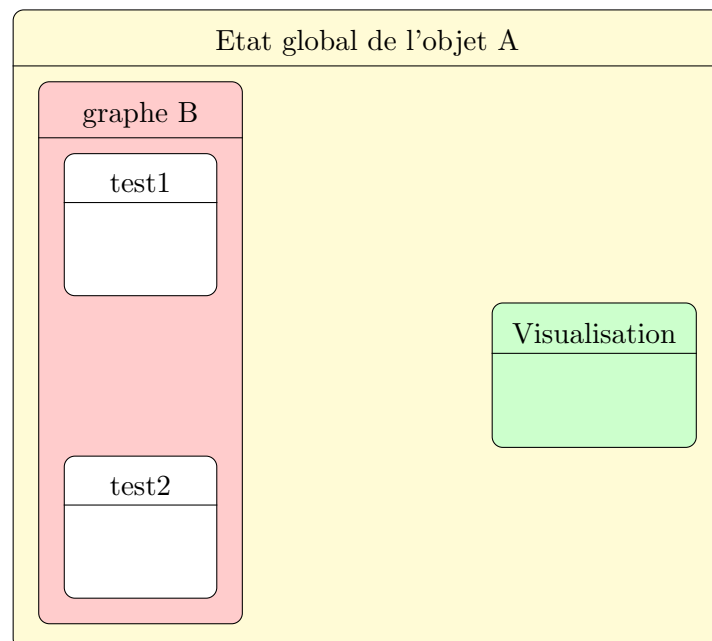 Etat global de l'objet A
graphe B
test1
Visualisation
test2